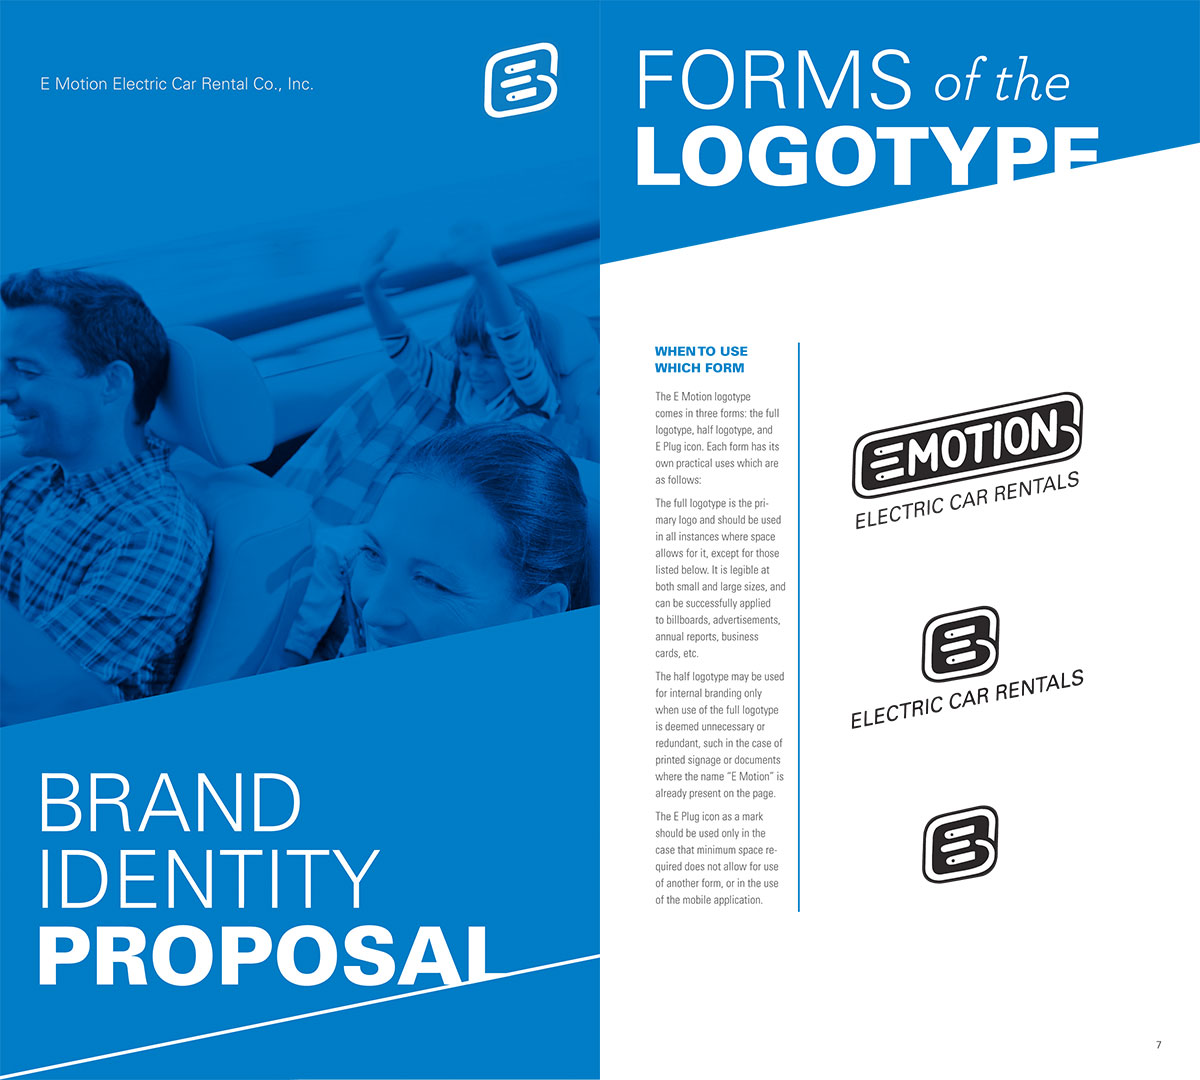 E Motion Electric Car Rental Co., Inc.
BRAND
IDENTITY
PROPOSAL
FORMS of the
LOGOTYPE
WHEN TO USE
WHICH FORM
The E Motion logotype
comes in three forms: the full
logotype, half logotype, and
E Plug icon. Each form has its
own practical uses which are
as follows:
The full logotype is the pri-
mary logo and should be used
in all instances where space
allows for it, except for those
listed below. It is legible at
both small and large sizes, and
can be successfully applied
to billboards, advertisements,
annual reports, business
cards, etc.
The half logotype may be used
for internal branding only
when use of the full logotype
is deemed unnecessary or
redundant, such in the case of
printed signage or documents
where the name “E Motion” is
already present on the page.
The E Plug icon as a mark
should be used only in the
case that minimum space re-
quired does not allow for use
of another form, or in the use
of the mobile application.
EMOTION
ELECTRIC CAR RENTALS
E
ELECTRIC CAR RENTALS
E
7